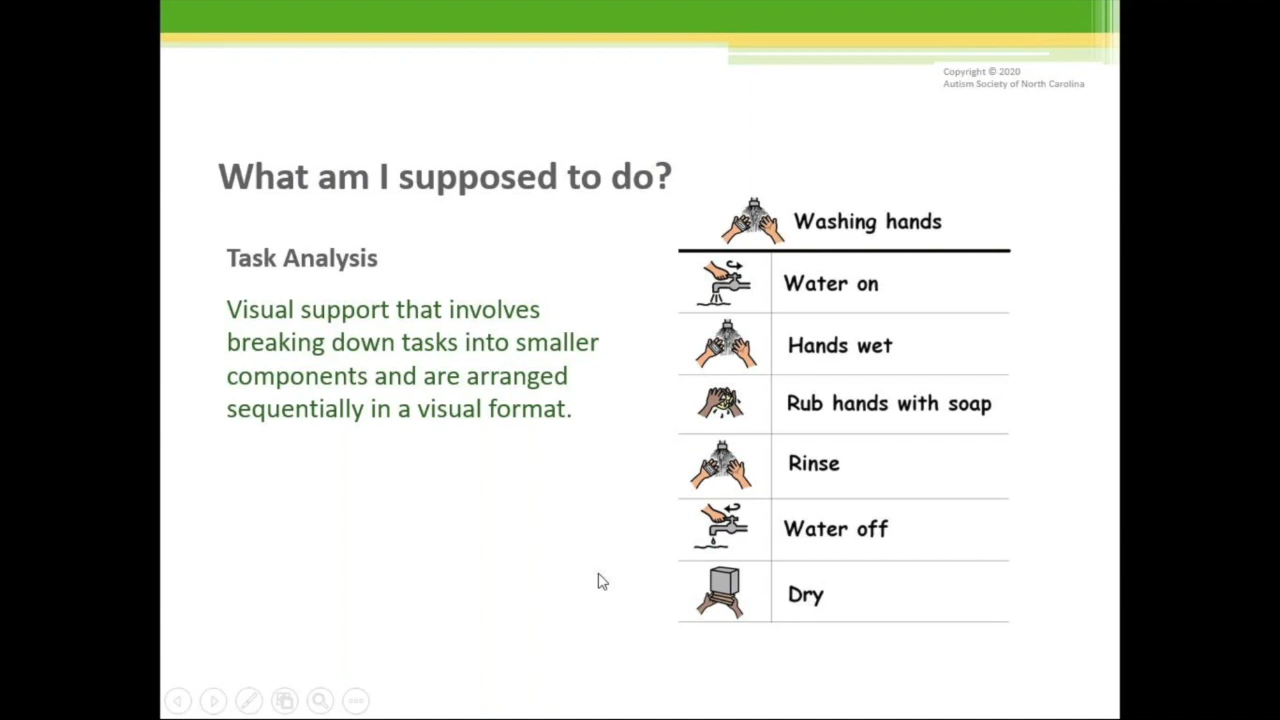 Copyright © 2020
Autism Society of North Carolina
What am I supposed to do?
Task Analysis
Visual support that involves
breaking down tasks into smaller
components and are arranged
sequentially in a visual format.
Washing hands
Water on
Hands wet
Rub hands with soap
Rinse
Water off
Dry